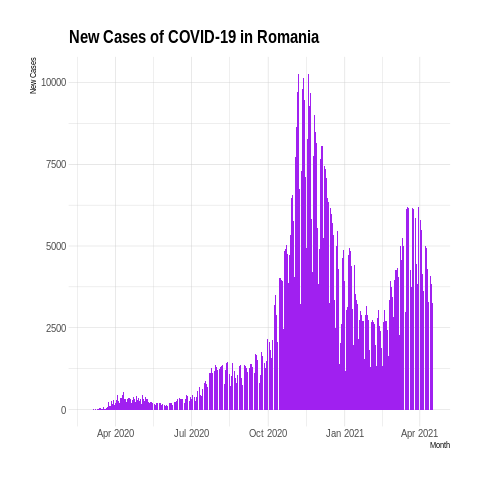 New Cases of COVID-19 in Romania
New Cases
10000
7500
5000
2500
0
Apr 2020 Jul 2020 Oct 2020 Jan 2021 Apr 2021
Month